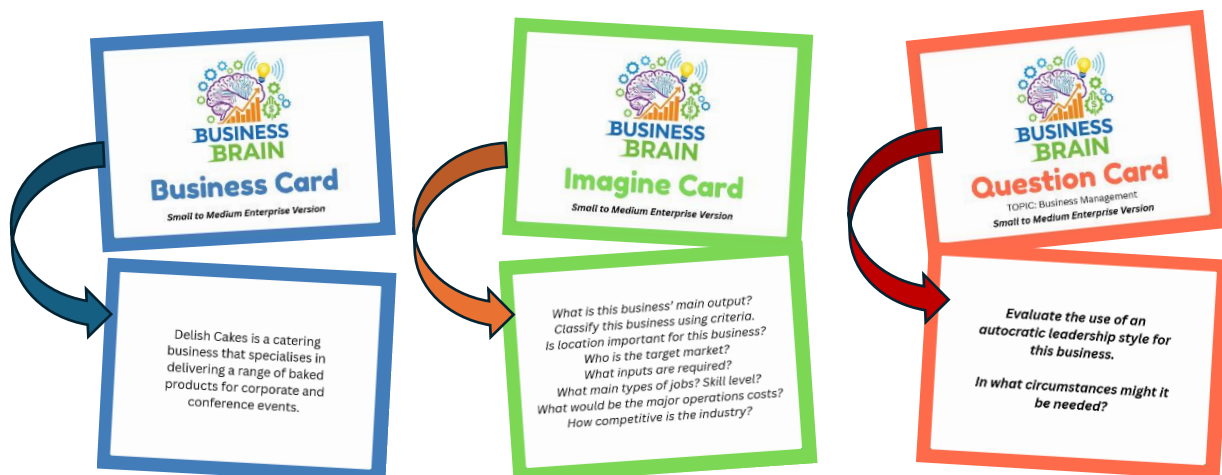 BUSINESS
BRAIN
Business Card
Small to Medium Enterprise Version
Delish Cakes is a catering
business that specialises in
delivering a range of baked
products for corporate and
conference events.
BUSINESS
BRAIN
Imagine Card
Small to Medium Enterprise Version
What is this business' main output?
Classify this business using criteria.
Is location important for this business?
Who is the target market?
What inputs are required?
What main types of jobs? Skill level?
What would be the major operations costs?
How competitive is the industry?
BUSINESS
BRAIN
Question Card
TOPIC: Business Management
Small to Medium Enterprise Version
Evaluate the use of an
autocratic leadership style for
this business.
In what circumstances might it
be needed?